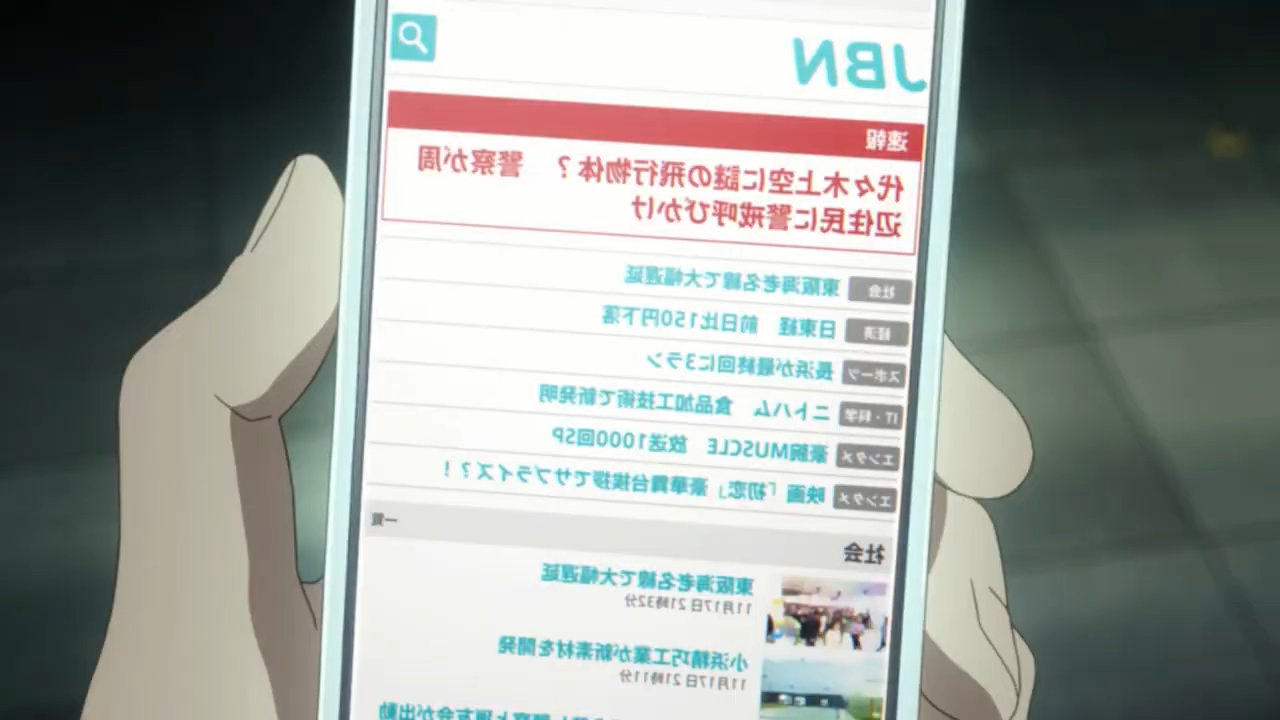 JBN
速報
代々木上空に謎の飛行物体？　警察が周
辺住民に警戒呼びかけ
社会 東阪海老名線で大幅遅延
経済 日東経　前日比150円下落
スポーツ 長浜が最終回に3ラン
IT・科学 ニトハム　食品加工技術で新発明
エンタメ 豪腕MUSCLE　放送1000回SP
エンタメ 映画「初恋」豪華舞台挨拶でサプライズ！？
社会 一覧
東阪海老名線で大幅遅延
11月17日 21時32分
小浜精巧工業が新素材を開発
11月17日 21時11分